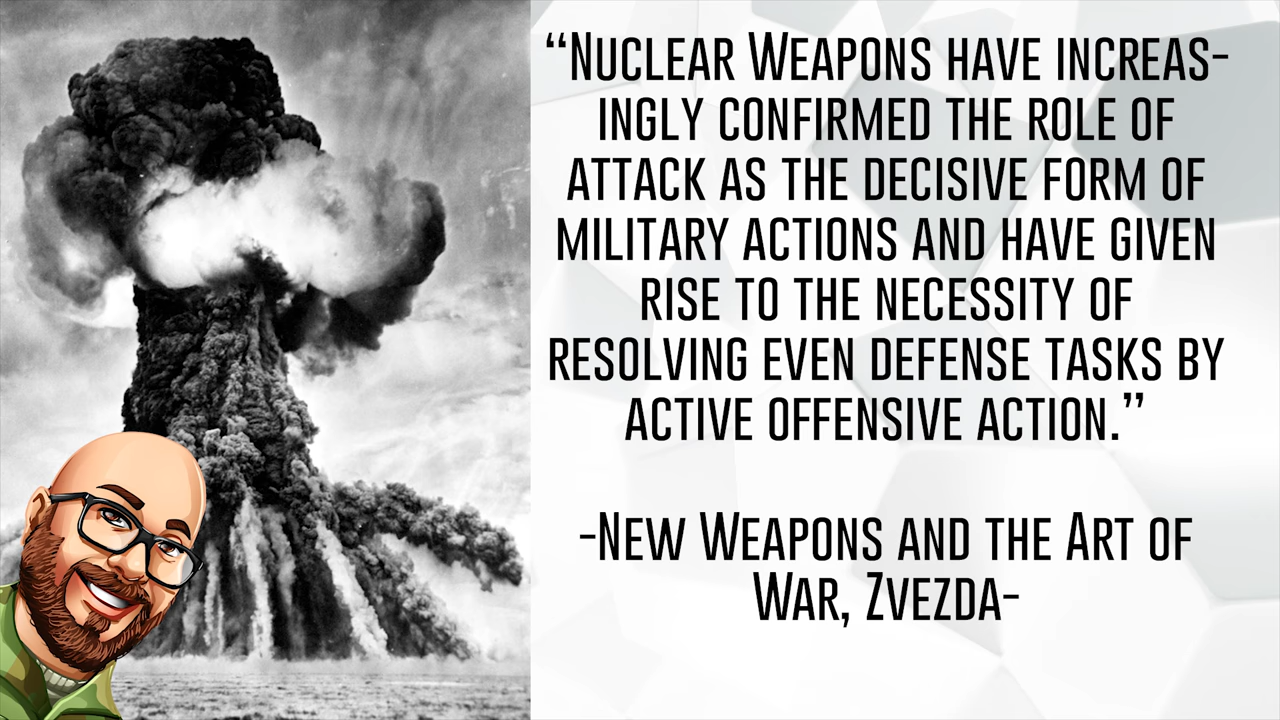 “Nuclear Weapons have increas-
ingly confirmed the role of
attack as the decisive form of
military actions and have given
rise to the necessity of
resolving even defense tasks by
active offensive action.”
-New Weapons and the Art of
War, Zvezda-